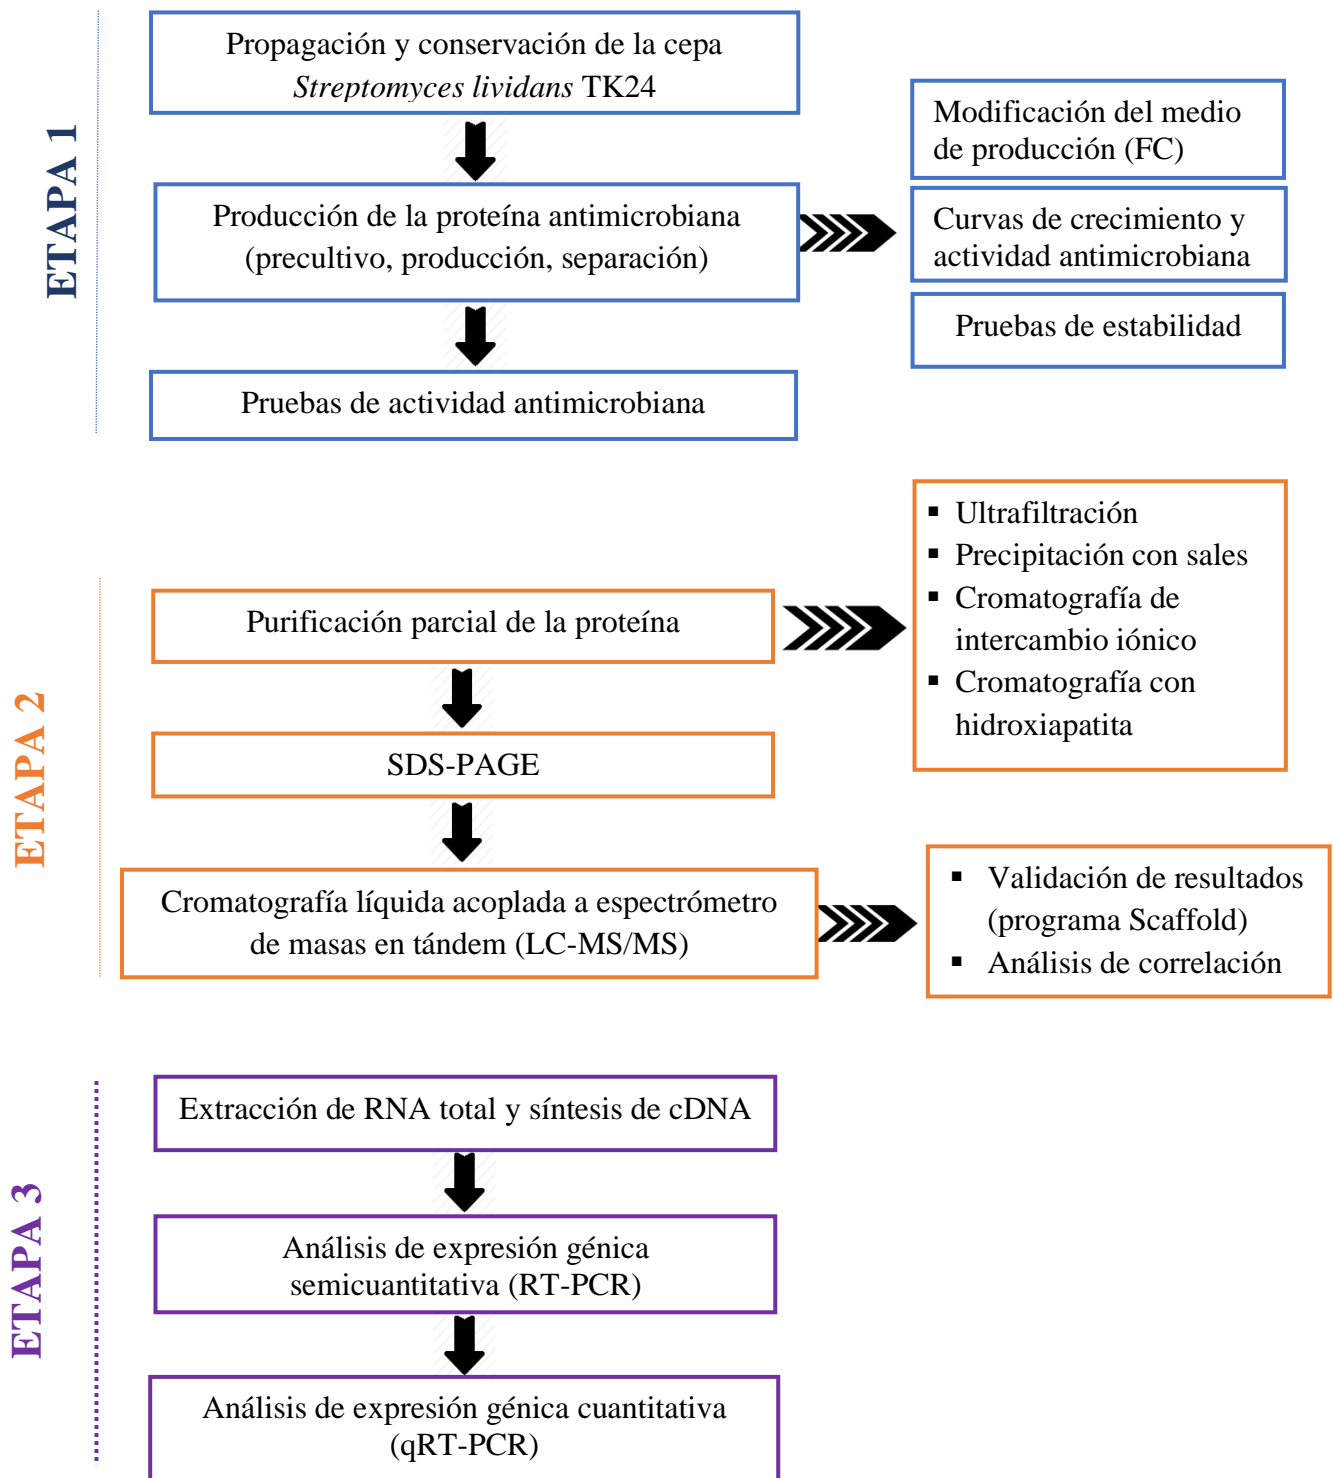 ETAPA 1
Propagación y conservación de la cepa
Streptomyces lividans TK24
Producción de la proteína antimicrobiana
(precultivo, producción, separación)
Modificación del medio
de producción (FC)
Curvas de crecimiento y
actividad antimicrobiana
Pruebas de estabilidad
Pruebas de actividad antimicrobiana
ETAPA 2
Purificación parcial de la proteína
▪ Ultrafiltración
▪ Precipitación con sales
▪ Cromatografía de
intercambio iónico
▪ Cromatografía con
hidroxiapatita
SDS-PAGE
Cromatografía líquida acoplada a espectrómetro
de masas en tándem (LC-MS/MS)
▪ Validación de resultados
(programa Scaffold)
▪ Análisis de correlación
ETAPA 3
Extracción de RNA total y síntesis de cDNA
Análisis de expresión génica
semicuantitativa (RT-PCR)
Análisis de expresión génica cuantitativa
(qRT-PCR)